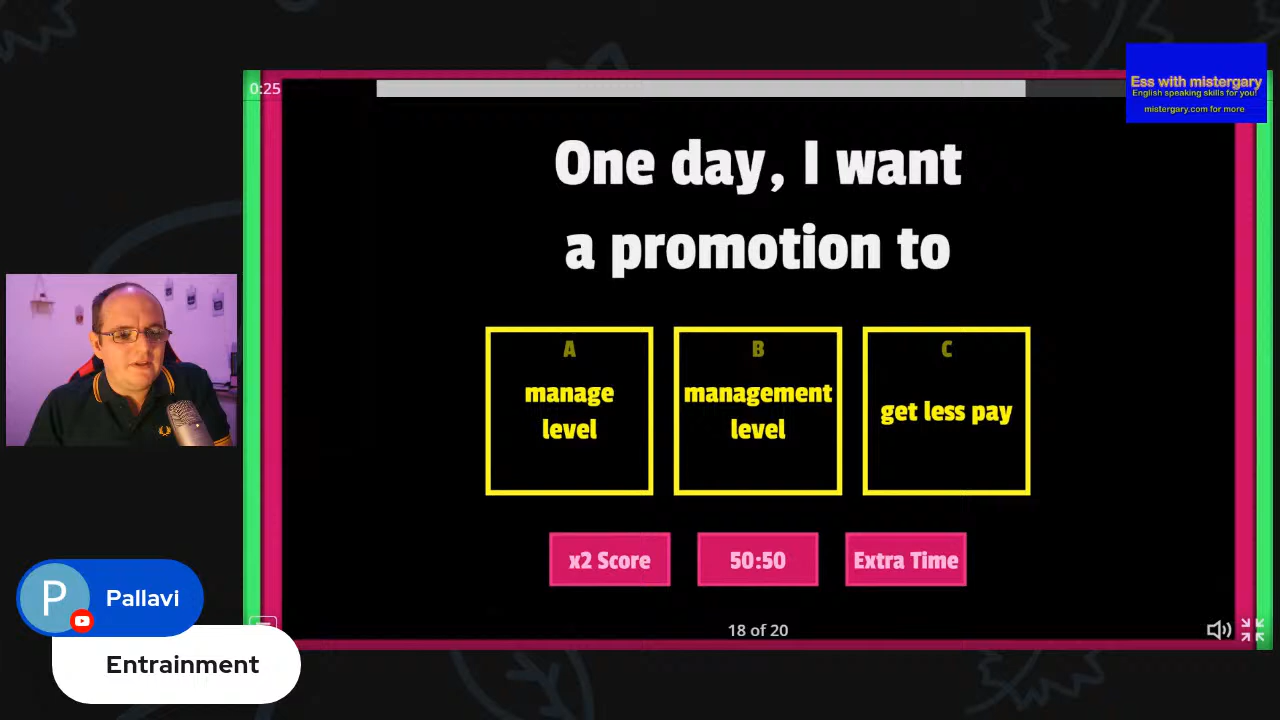 0:25
Ess with mistergary
English speaking skills for you!
mistergary.com for more
One day, I want
a promotion to
A
manage
level
B
management
level
C
get less pay
x2 Score
50:50
Extra Time
18 of 20
P
Pallavi
Entrainment